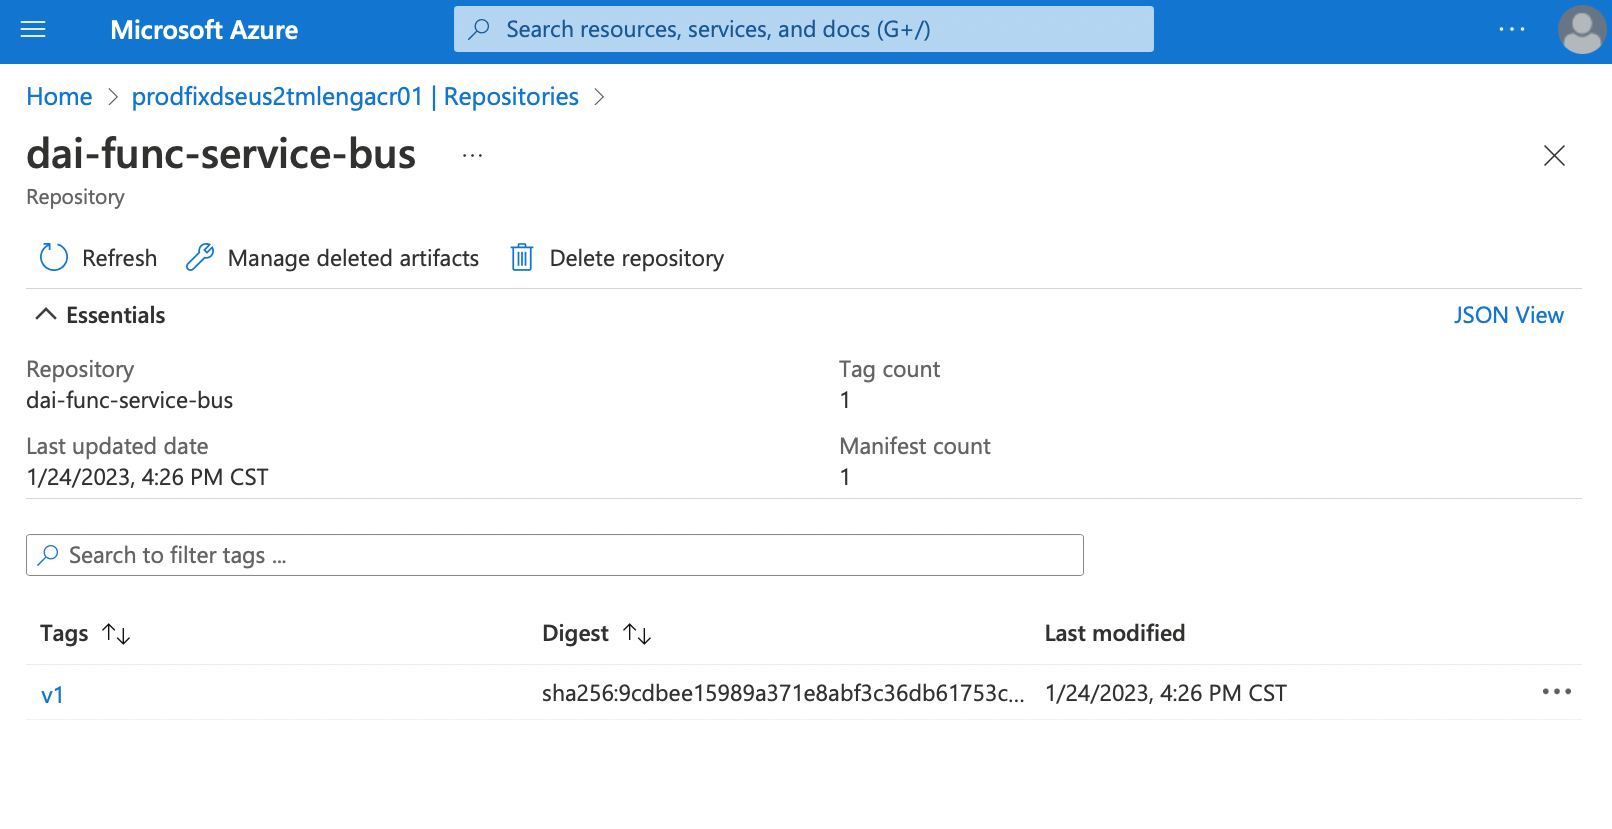 Microsoft Azure
Search resources, services, and docs (G+/)
Home > prodfixdseus2tmlengacr01 | Repositories >
dai-func-service-bus ...
Repository
Refresh Manage deleted artifacts Delete repository
Essentials JSON View
Repository Tag count
dai-func-service-bus 1
Last updated date Manifest count
1/24/2023, 4:26 PM CST 1
Search to filter tags ...
Tags Digest Last modified
v1 sha256:9cdbee15989a371e8abf3c36db61753c... 1/24/2023, 4:26 PM CST